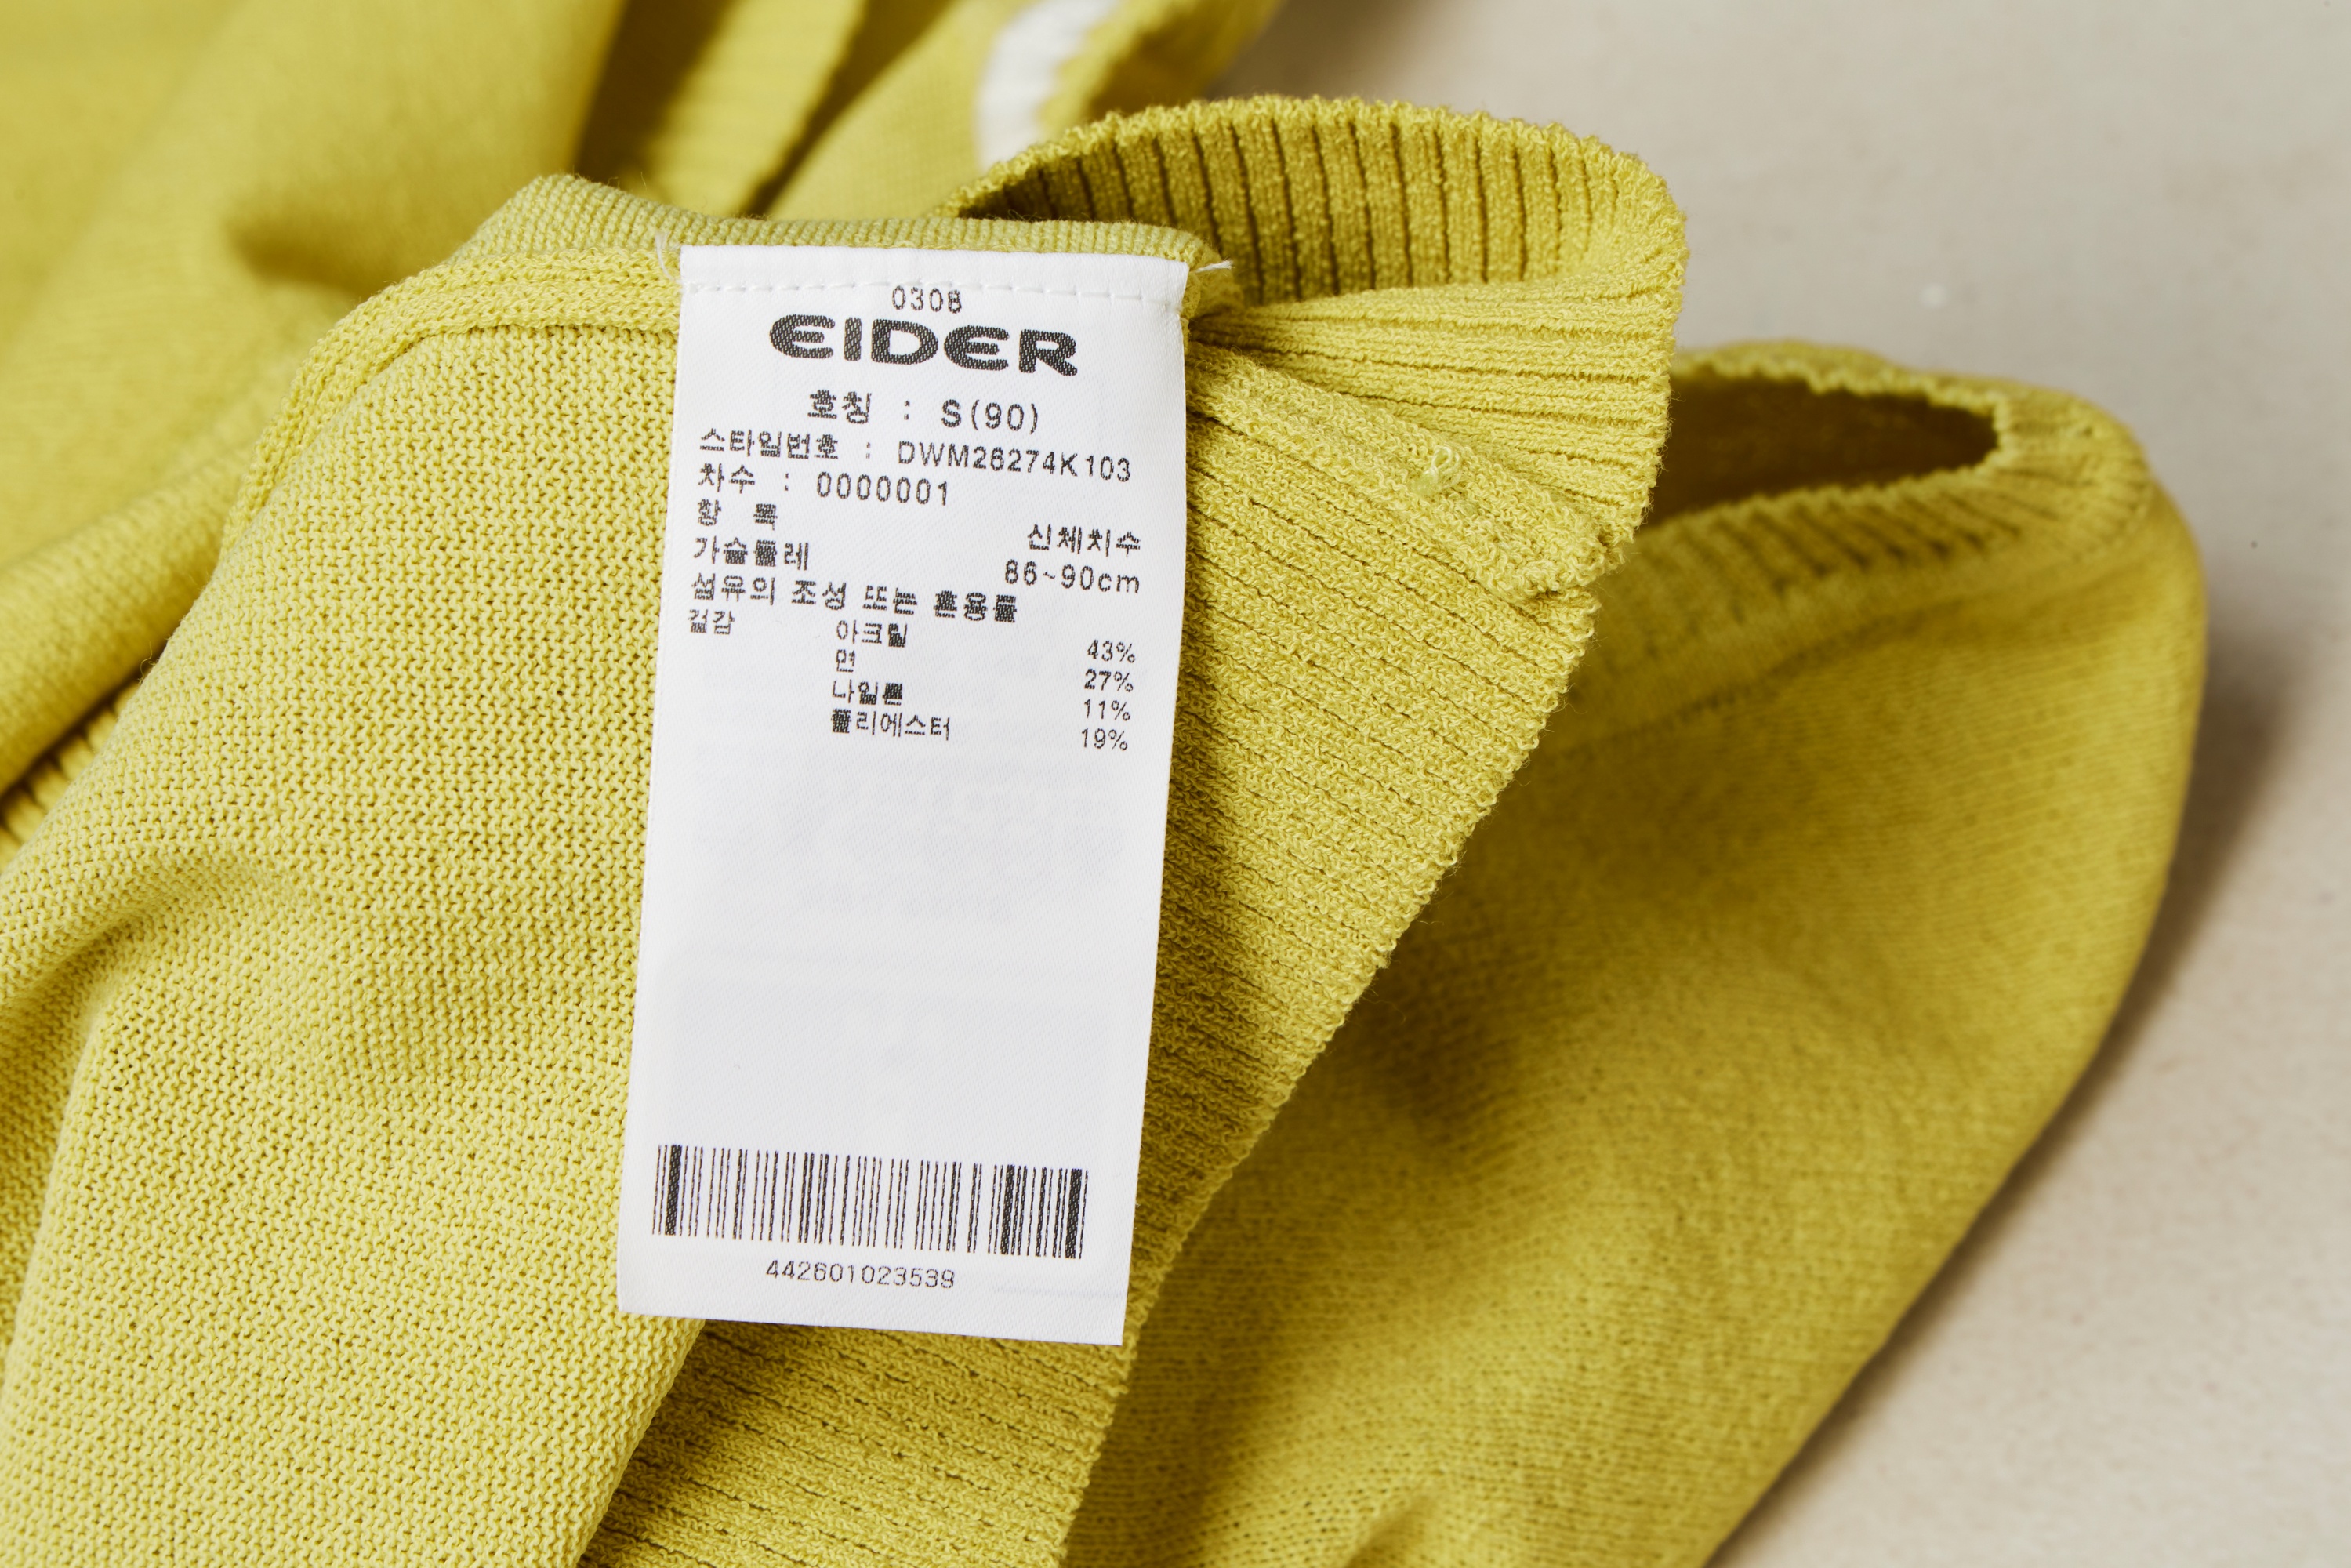 0308
EIDER
호칭 : S(90)
스타일번호 : DWM26274K103
차수 : 0000001
항 목 신체치수
가슴둘레 86~90cm
섬유의 조성 또는 혼용률
겉감 아크릴 43%
면 27%
나일론 11%
폴리에스터 19%
442601023539